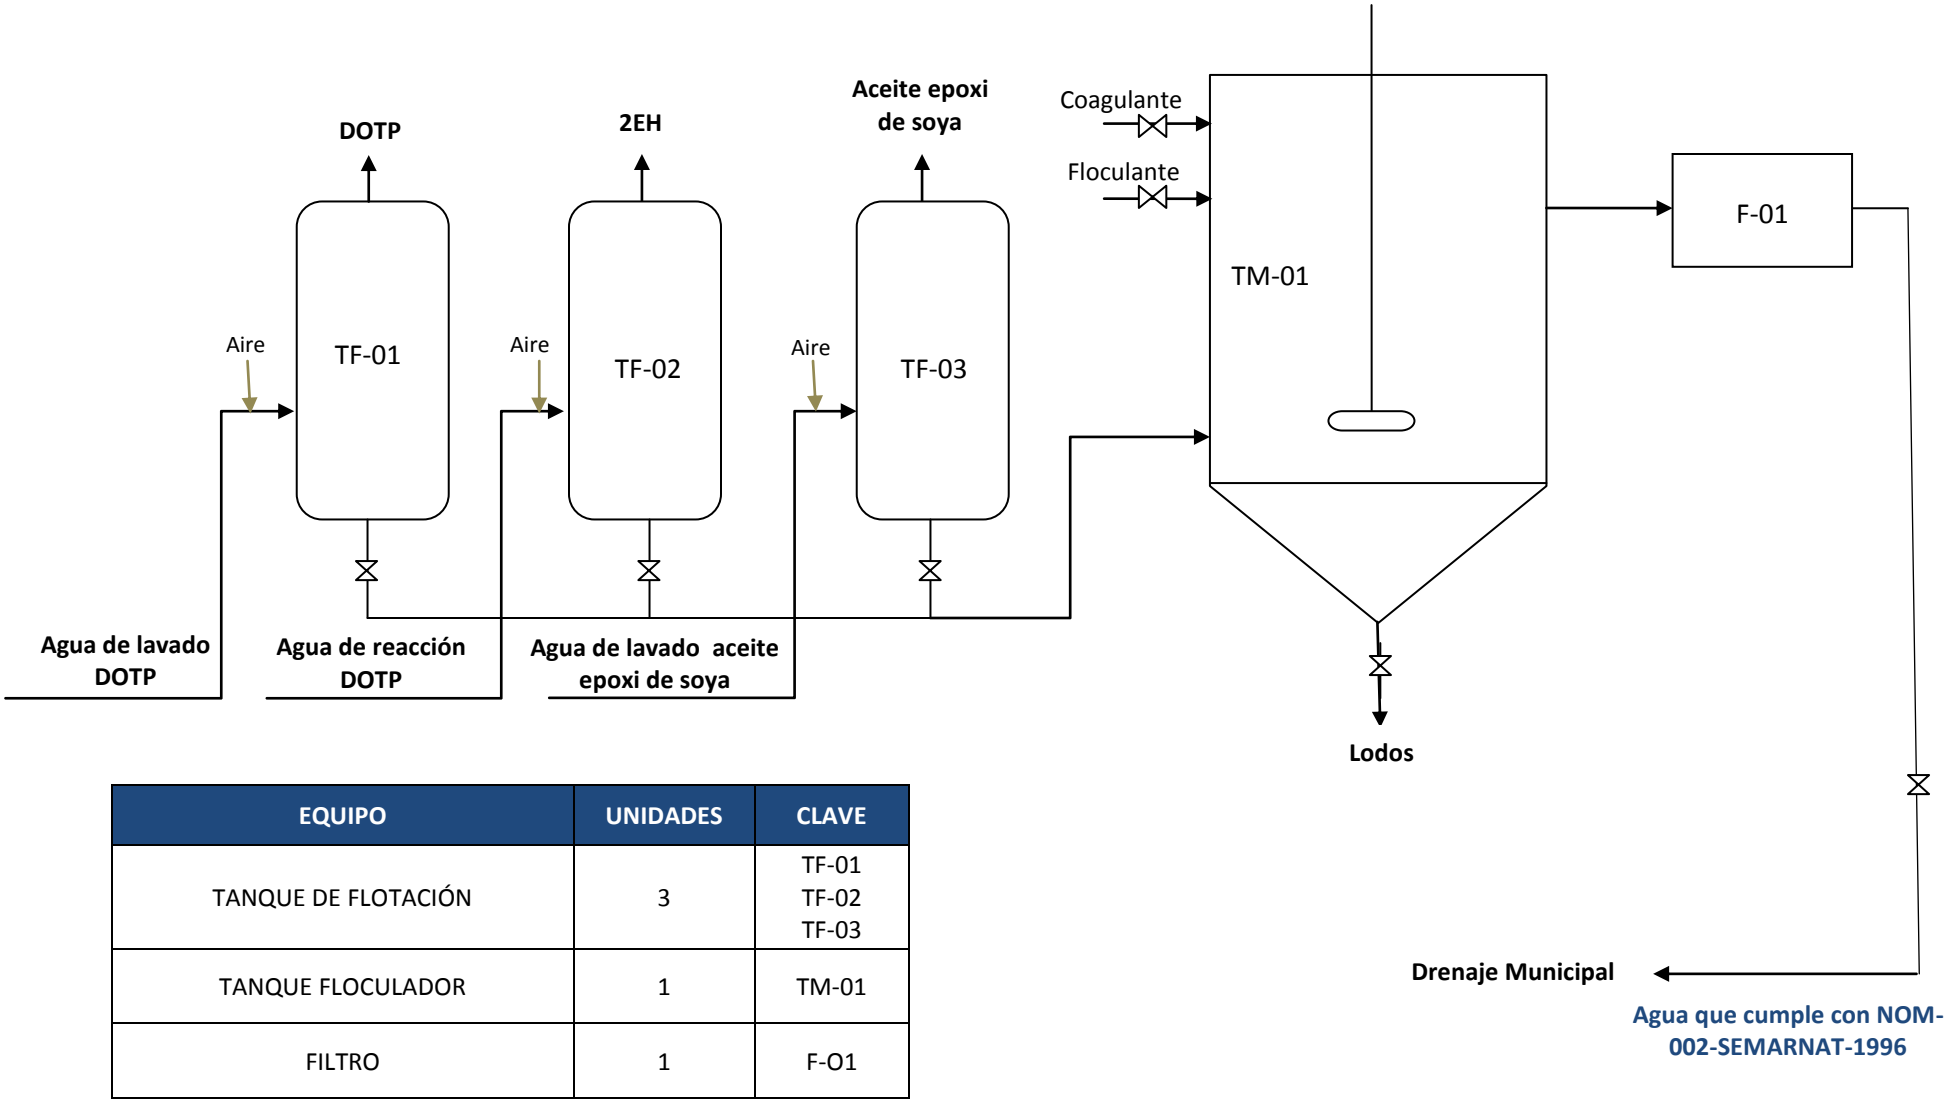 Aceite epoxi
de soya
DOTP
2EH
Coagulante
Floculante
F-01
TM-01
Aire
TF-01
Aire
TF-02
Aire
TF-03
Agua de lavado
DOTP
Agua de reacción
DOTP
Agua de lavado  aceite
epoxi de soya
Lodos
EQUIPO UNIDADES CLAVE
TANQUE DE FLOTACIÓN 3 TF-01
TF-02
TF-03
TANQUE FLOCULADOR 1 TM-01
FILTRO 1 F-O1
Drenaje Municipal
Agua que cumple con NOM-
002-SEMARNAT-1996